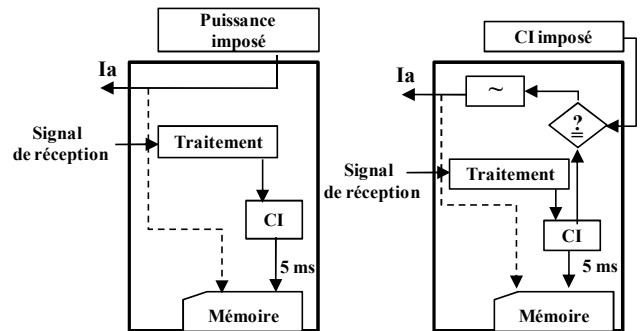 Puissance
imposé
Ia
Signal
de réception
Traitement
CI
5 ms
Mémoire
CI imposé
Ia
~
?
=
Signal
de réception
Traitement
CI
5 ms
Mémoire